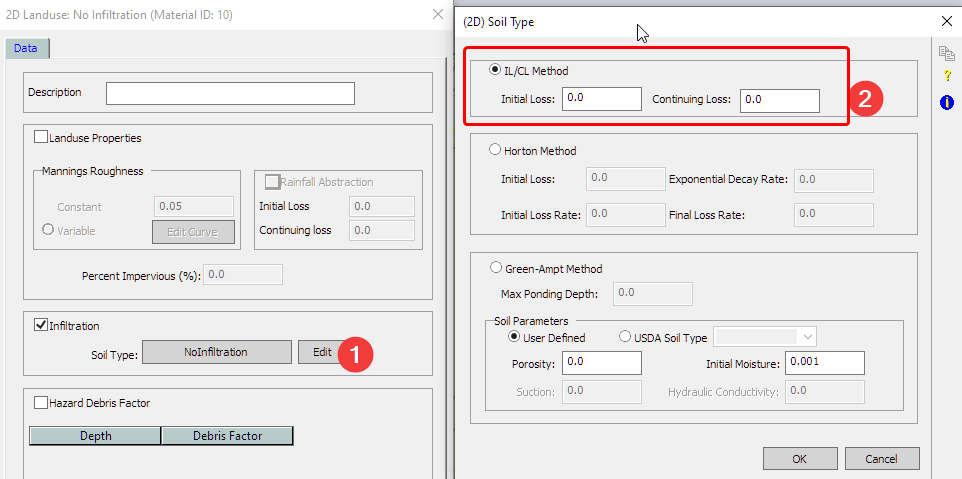 2D Landuse: No Infiltration (Material ID: 10)
Data
Description
Landuse Properties
Mannings Roughness
Constant 0.05
Variable Edit Curve
Rainfall Abstraction
Initial Loss 0.0
Continuing loss 0.0
Percent Impervious (%): 0.0
Infiltration
Soil Type: NoInfiltration Edit 1
Hazard Debris Factor
Depth Debris Factor
(2D) Soil Type
IL/CL Method
Initial Loss: 0.0 Continuing Loss: 0.0
2
Horton Method
Initial Loss: 0.0 Exponential Decay Rate: 0.0
Initial Loss Rate: 0.0 Final Loss Rate: 0.0
Green-Ampt Method
Max Ponding Depth: 0.0
Soil Parameters
User Defined USDA Soil Type
Porosity: 0.0 Initial Moisture: 0.001
Suction: 0.0 Hydraulic Conductivity: 0.0
OK Cancel